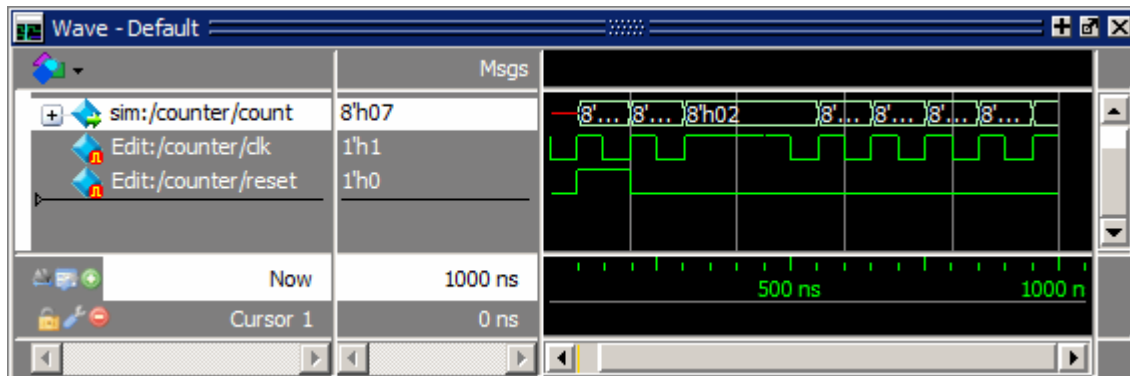 Wave - Default
Msgs
sim:/counter/count 8'h07 8'... 8'... 8'h02 8'... 8'... 8'... 8'...
Edit:/counter/clk 1'h1
Edit:/counter/reset 1'h0
Now 1000 ns 500 ns 1000 n
Cursor 1 0 ns